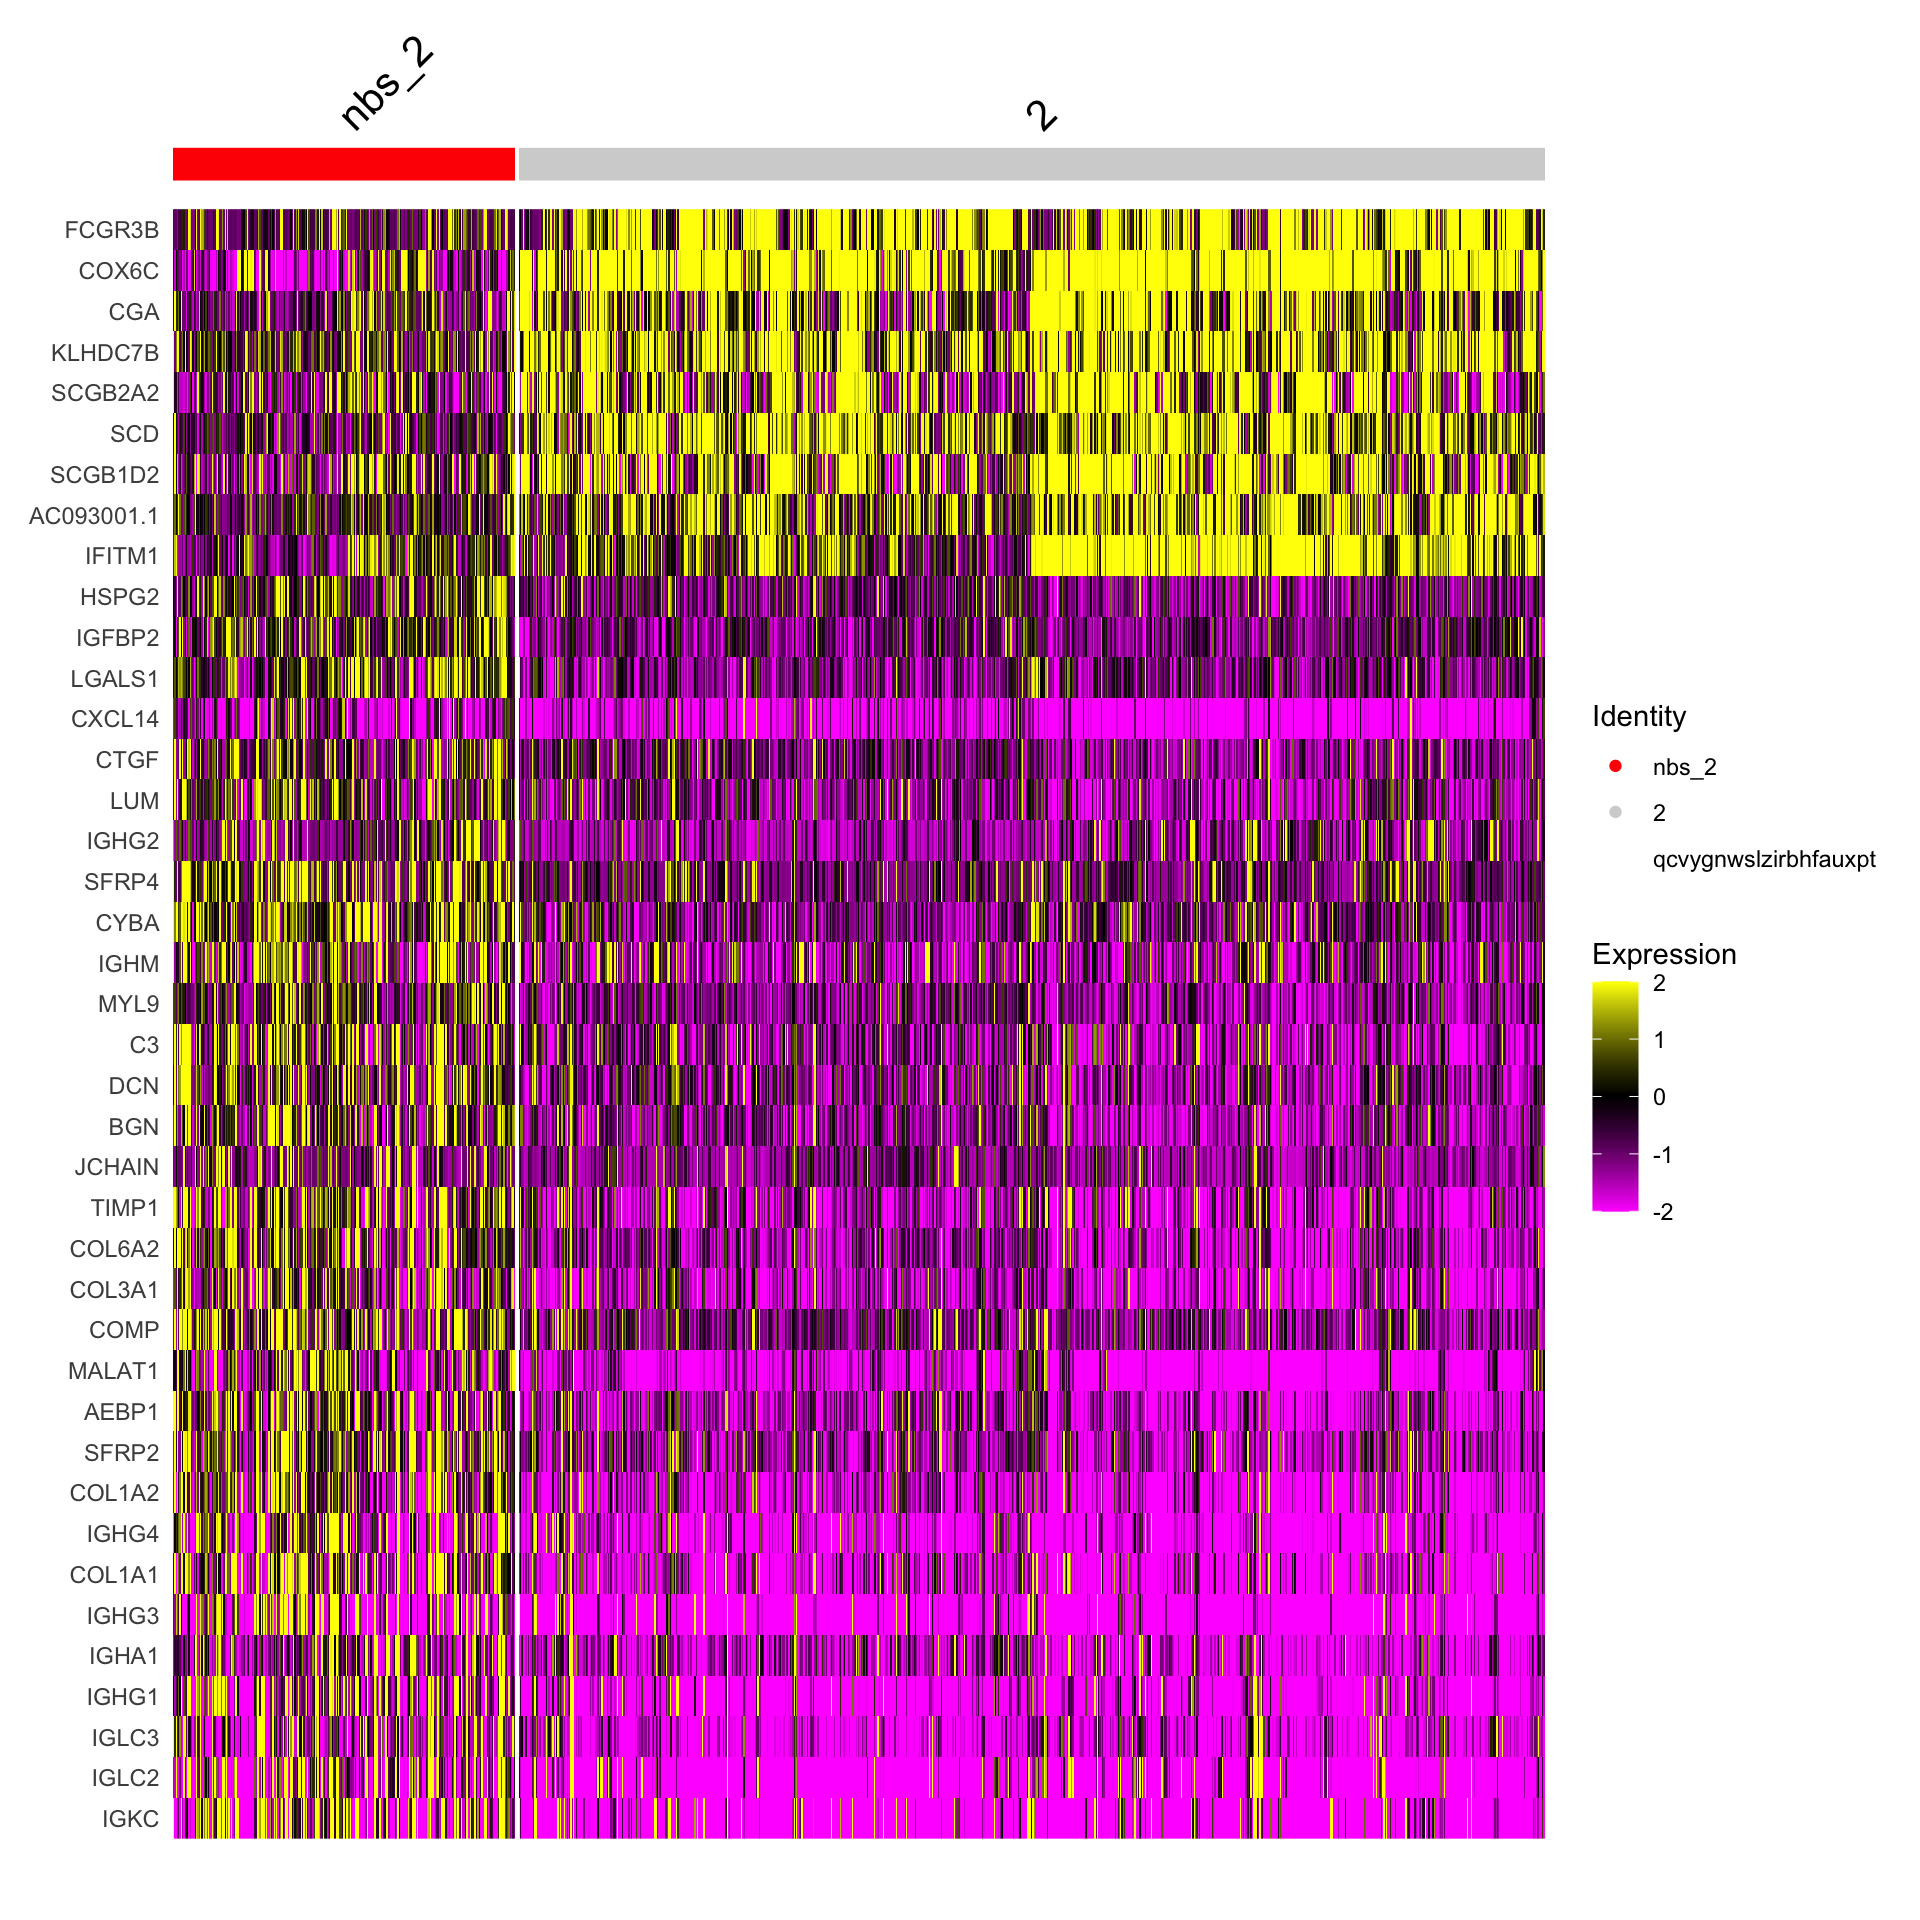 nbs_2
2
FCGR3B
COX6C
CGA
KLHDC7B
SCGB2A2
SCD
SCGB1D2
AC093001.1
IFITM1
HSPG2
IGFBP2
LGALS1
CXCL14
CTGF
LUM
IGHG2
SFRP4
CYBA
IGHM
MYL9
C3
DCN
BGN
JCHAIN
TIMP1
COL6A2
COL3A1
COMP
MALAT1
AEBP1
SFRP2
COL1A2
IGHG4
COL1A1
IGHG3
IGHA1
IGHG1
IGLC3
IGLC2
IGKC
Identity
nbs_2
2
qcvygnwslzirbhfauxpt
Expression
2
1
0
-1
-2